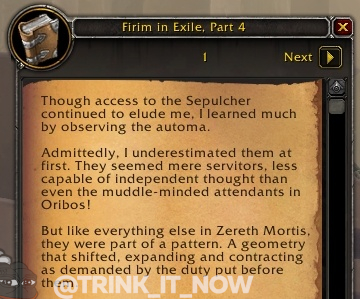 Firim in Exile, Part 4
1 Next
Though access to the Sepulcher
continued to elude me, I learned much
by observing the automa.
Admittedly, I underestimated them at
first. They seemed mere servitors, less
capable of independent thought than
even the muddle-minded attendants in
Oribos!
But like everything else in Zereth Mortis,
they were part of a pattern. A geometry
that shifted, expanding and contracting
as demanded by the duty put before
them.
@TRINK_IT_NOW